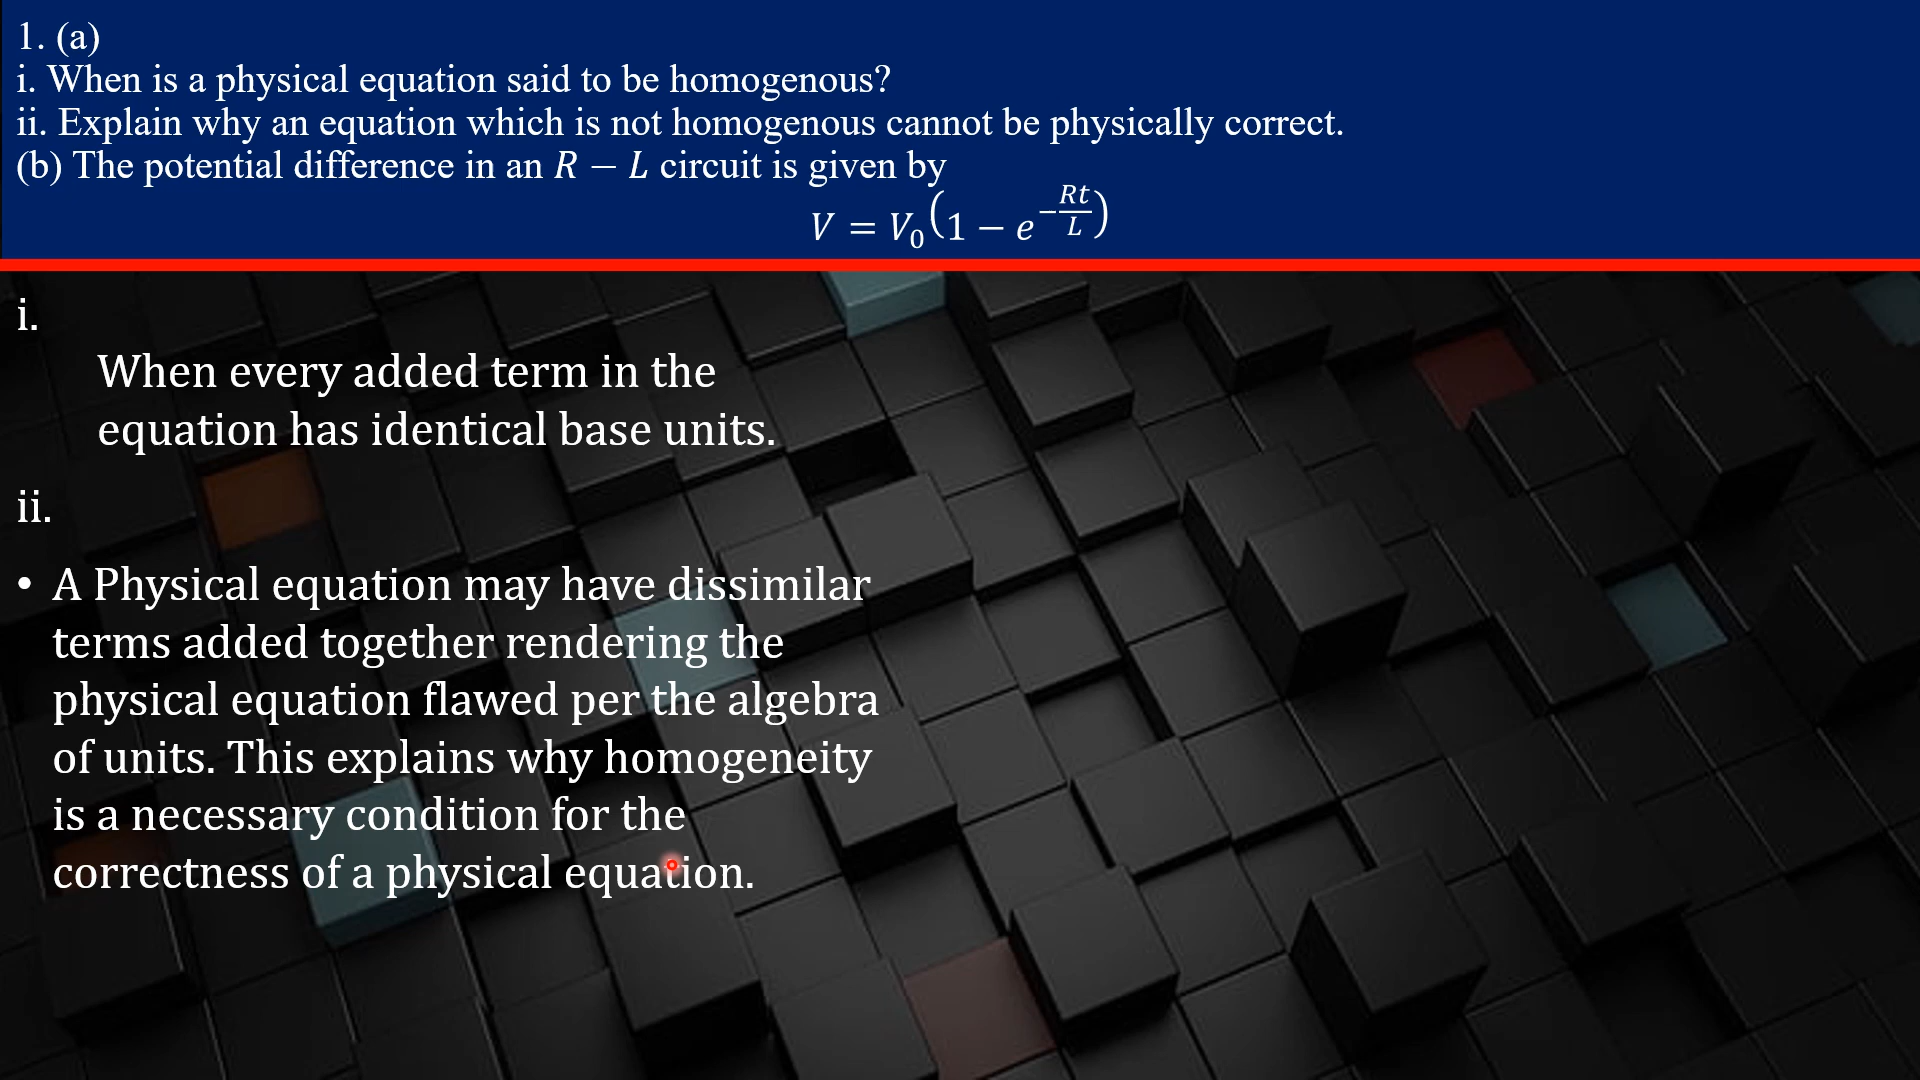 1. (a)
i. When is a physical equation said to be homogenous?
ii. Explain why an equation which is not homogenous cannot be physically correct.
(b) The potential difference in an R − L circuit is given by
V = V₀(1 − e^(−Rt/L))
i.
When every added term in the
equation has identical base units.
ii.
• A Physical equation may have dissimilar
terms added together rendering the
physical equation flawed per the algebra
of units. This explains why homogeneity
is a necessary condition for the
correctness of a physical equation.